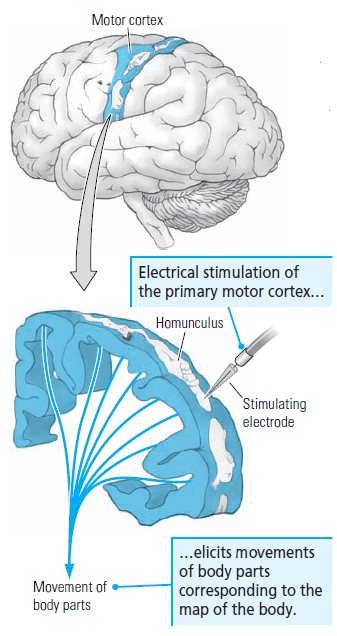 Motor cortex
Electrical stimulation of
the primary motor cortex...
Homunculus
Stimulating
electrode
...elicits movements
of body parts
corresponding to the
map of the body.
Movement of
body parts